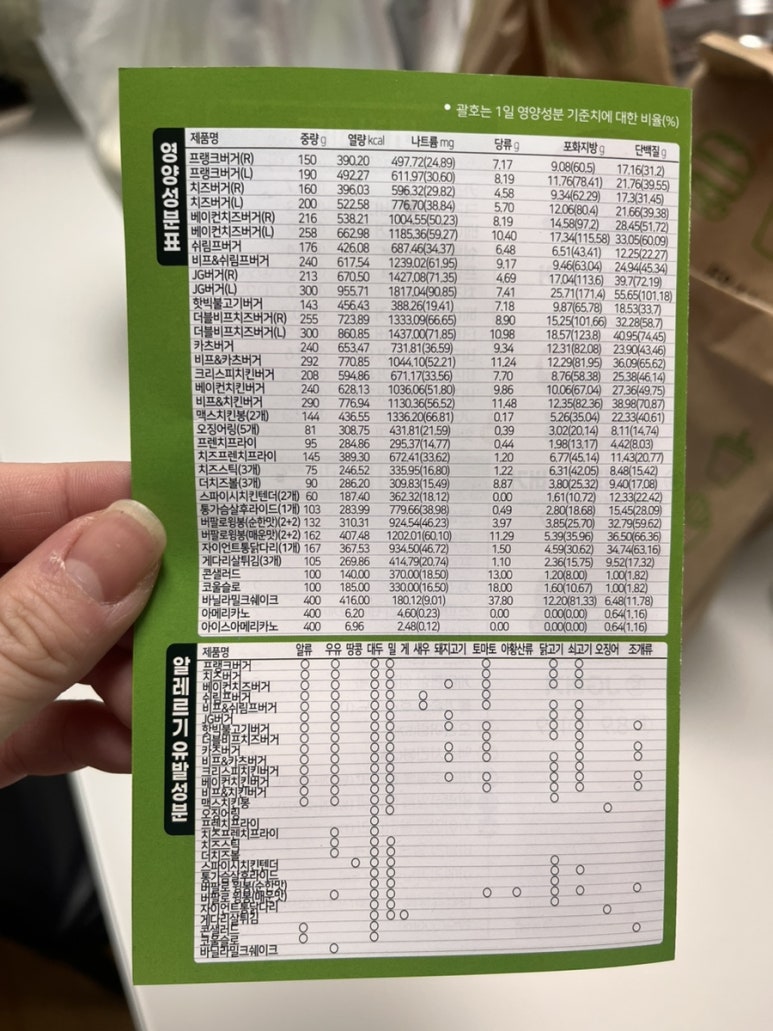 • 괄호는 1일 영양성분 기준치에 대한 비율(%)
영양성분표
제품명 중량 g 열량 kcal 나트륨 mg 당류 g 포화지방 g 단백질 g
프랭크버거(R) 150 390.20 497.72(24.89) 7.17 9.08(60.5) 17.16(31.2)
프랭크버거(L) 190 492.27 611.97(30.60) 8.19 11.76(78.41) 21.76(39.55)
치즈버거(R) 160 396.03 596.32(29.82) 4.58 9.34(62.29) 17.3(31.45)
치즈버거(L) 200 522.58 776.70(38.84) 5.70 12.06(80.4) 21.66(39.38)
베이컨치즈버거(R) 216 538.21 1004.55(50.23) 8.19 14.58(97.2) 28.45(51.72)
베이컨치즈버거(L) 258 662.98 1185.36(59.27) 10.40 17.34(115.58) 33.05(60.09)
쉬림프버거 176 426.08 687.46(34.37) 6.48 6.51(43.41) 12.25(22.27)
비프&쉬림프버거 240 617.54 1239.02(61.95) 9.17 9.46(63.04) 24.94(45.34)
JG버거(R) 213 670.50 1427.08(71.35) 4.69 17.04(113.6) 39.7(72.19)
JG버거(L) 300 955.71 1817.04(90.85) 7.41 25.71(171.4) 55.65(101.18)
핫빅불고기버거 143 456.43 388.26(19.41) 7.18 9.87(65.78) 18.53(33.7)
더블비프치즈버거(R) 255 723.89 1333.09(66.65) 8.90 15.25(101.66) 32.28(58.7)
더블비프치즈버거(L) 300 860.85 1437.00(71.85) 10.98 18.57(123.8) 40.95(74.45)
카츠버거 240 653.47 731.81(36.59) 9.34 12.31(82.08) 23.90(43.46)
비프&카츠버거 292 770.85 1044.10(52.21) 11.24 12.29(81.95) 36.09(65.62)
크리스피치킨버거 208 594.86 671.17(33.56) 7.70 8.76(58.38) 25.38(46.14)
베이컨치킨버거 240 628.13 1036.06(51.80) 9.86 10.06(67.04) 27.36(49.75)
비프&치킨버거 290 776.94 1130.36(56.52) 11.48 12.35(82.36) 38.98(70.87)
맥스치킨봉(2개) 144 436.55 1336.20(66.81) 0.17 5.26(35.04) 22.33(40.61)
오징어링(5개) 81 308.75 431.81(21.59) 0.39 3.02(20.14) 8.11(14.74)
프렌치프라이 95 284.86 295.37(14.77) 0.44 1.98(13.17) 4.42(8.03)
치즈프렌치프라이 145 389.30 672.41(33.62) 1.20 6.77(45.14) 11.43(20.77)
치즈스틱(3개) 75 246.52 335.95(16.80) 1.22 6.31(42.05) 8.48(15.42)
더치즈볼(3개) 90 286.20 309.83(15.49) 8.87 3.80(25.32) 9.40(17.08)
스파이시치킨텐더(2개) 60 187.40 362.32(18.12) 0.00 1.61(10.72) 12.33(22.42)
통가슴살후라이드(1개) 103 283.99 779.66(38.98) 0.49 2.80(18.68) 15.45(28.09)
버팔로윙봉(순한맛)(2+2) 132 310.31 924.54(46.23) 3.97 3.85(25.70) 32.79(59.62)
버팔로윙봉(매운맛)(2+2) 162 407.48 1202.01(60.10) 11.29 5.39(35.96) 36.50(66.36)
자이언트통닭다리(1개) 167 367.53 934.50(46.72) 1.50 4.59(30.62) 34.74(63.16)
게다리살튀김(3개) 105 269.86 414.79(20.74) 1.10 2.36(15.75) 9.52(17.32)
콘샐러드 100 140.00 370.00(18.50) 13.00 1.20(8.00) 1.00(1.82)
코울슬로 100 185.00 330.00(16.50) 18.00 1.60(10.67) 1.00(1.82)
바닐라밀크쉐이크 400 416.00 180.12(9.01) 37.80 12.20(81.33) 6.48(11.78)
아메리카노 400 6.20 4.60(0.23) 0.00 0.00(0.00) 0.64(1.16)
아이스아메리카노 400 6.96 2.48(0.12) 0.00 0.00(0.00) 0.64(1.16)
알레르기 유발성분
제품명 알류 우유 땅콩 대두 밀 게 새우 돼지고기 토마토 아황산류 닭고기 쇠고기 오징어 조개류
프랭크버거
치즈버거
베이컨치즈버거
쉬림프버거
비프&쉬림프버거
JG버거
핫빅불고기버거
더블비프치즈버거
카츠버거
비프&카츠버거
크리스피치킨버거
베이컨치킨버거
비프&치킨버거
맥스치킨봉
오징어링
프렌치프라이
치즈프렌치프라이
치즈스틱
더치즈볼
스파이시치킨텐더
통가슴살후라이드
버팔로 윙봉(순한맛)
버팔로 윙봉(매운맛)
자이언트통닭다리
게다리살튀김
콘샐러드
코울슬로
바닐라밀크쉐이크